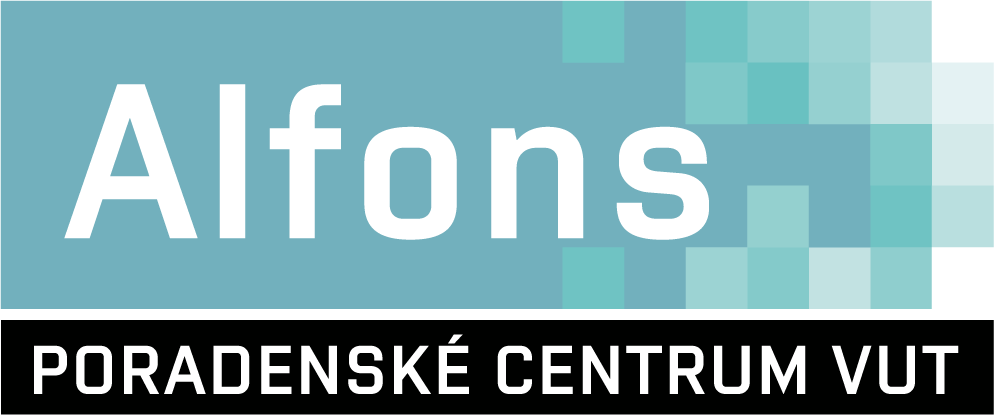 Alfons
PORADENSKÉ CENTRUM VUT